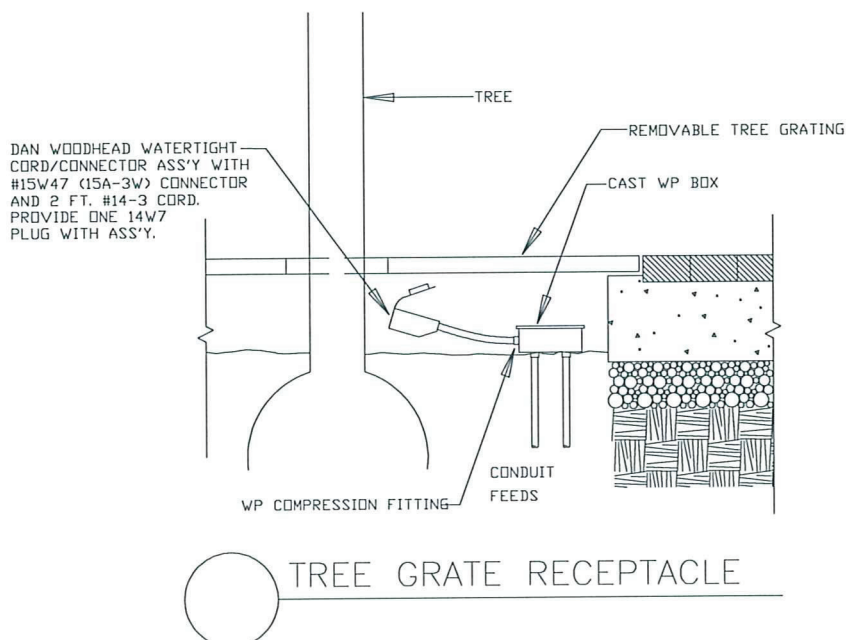 TREE
DAN WOODHEAD WATERTIGHT
CORD/CONNECTOR ASS'Y WITH
#15W47 (15A-3W) CONNECTOR
AND 2 FT. #14-3 CORD.
PROVIDE ONE 14W7
PLUG WITH ASS'Y.
REMOVABLE TREE GRATING
CAST WP BOX
WP COMPRESSION FITTING
CONDUIT
FEEDS
TREE GRATE RECEPTACLE